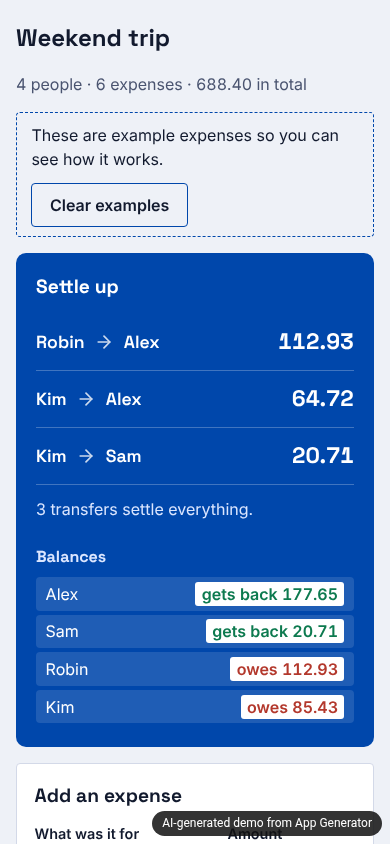 Weekend trip
4 people · 6 expenses · 688.40 in total
These are example expenses so you can
see how it works.
Clear examples
Settle up
Robin → Alex 112.93
Kim → Alex 64.72
Kim → Sam 20.71
3 transfers settle everything.
Balances
Alex gets back 177.65
Sam gets back 20.71
Robin owes 112.93
Kim owes 85.43
Add an expense
What was it for Amount
AI-generated demo from App Generator